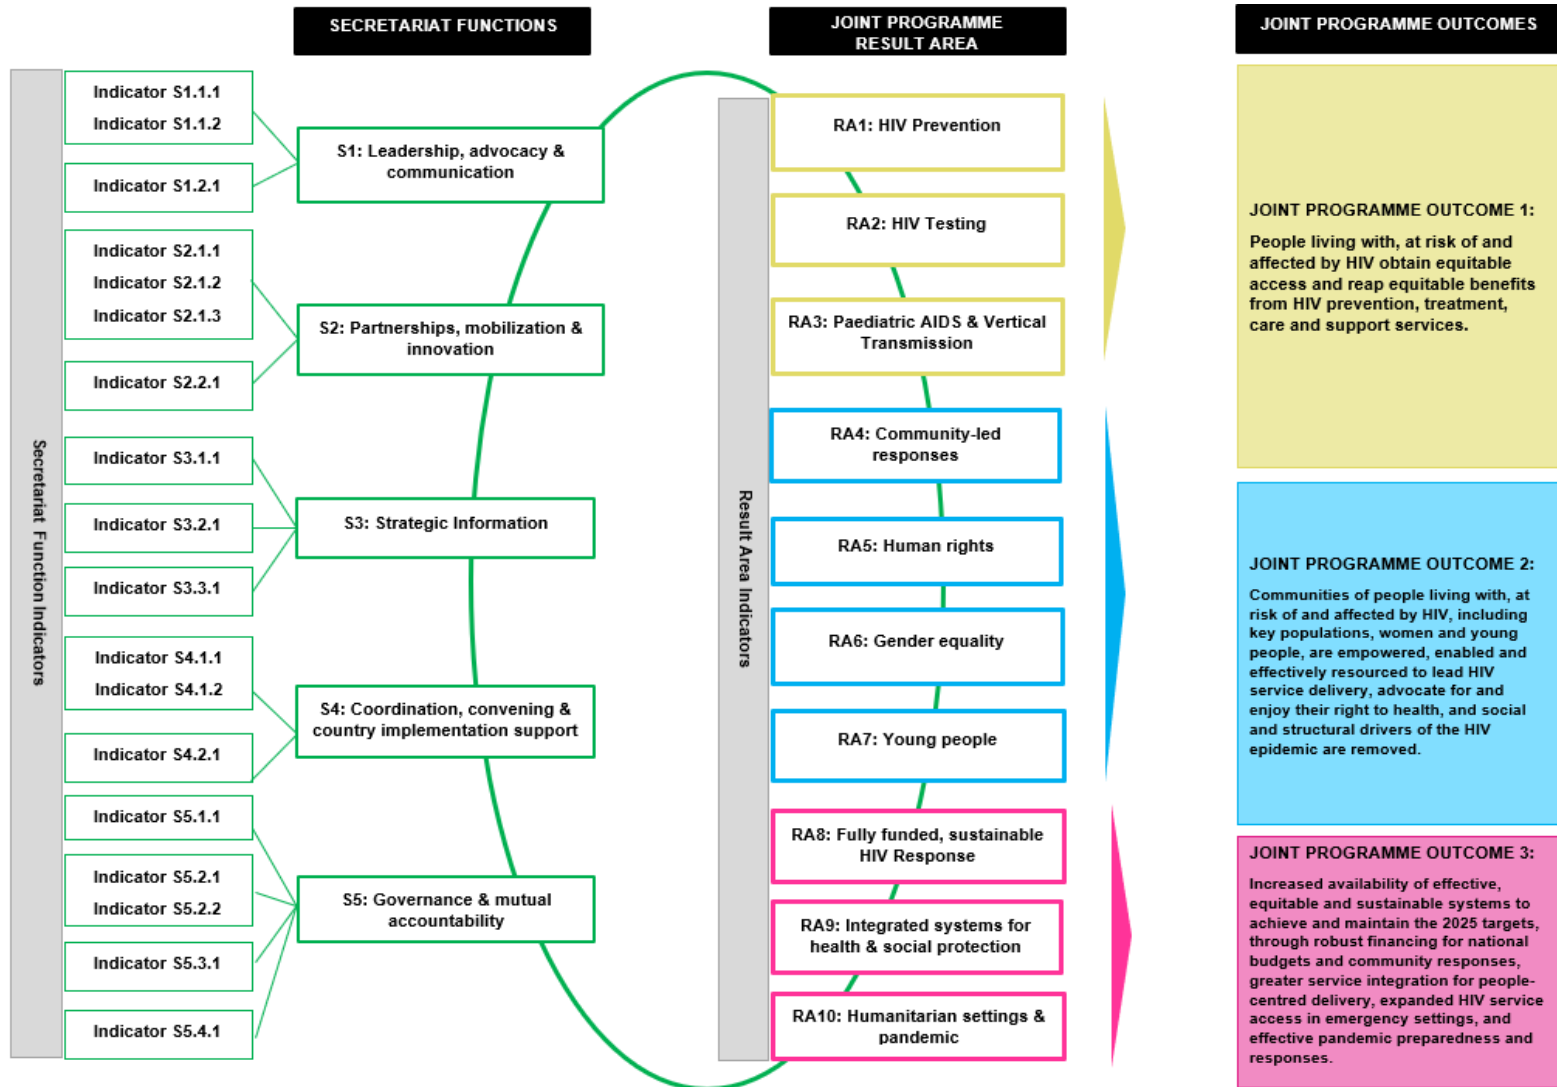 SECRETARIAT FUNCTIONS
JOINT PROGRAMME
RESULT AREA
JOINT PROGRAMME OUTCOMES
Secretariat Function Indicators
Indicator S1.1.1
Indicator S1.1.2
Indicator S1.2.1
Indicator S2.1.1
Indicator S2.1.2
Indicator S2.1.3
Indicator S2.2.1
Indicator S3.1.1
Indicator S3.2.1
Indicator S3.3.1
Indicator S4.1.1
Indicator S4.1.2
Indicator S4.2.1
Indicator S5.1.1
Indicator S5.2.1
Indicator S5.2.2
Indicator S5.3.1
Indicator S5.4.1
S1: Leadership, advocacy &
communication
S2: Partnerships, mobilization &
innovation
S3: Strategic Information
S4: Coordination, convening &
country implementation support
S5: Governance & mutual
accountability
Result Area Indicators
RA1: HIV Prevention
RA2: HIV Testing
RA3: Paediatric AIDS & Vertical
Transmission
RA4: Community-led
responses
RA5: Human rights
RA6: Gender equality
RA7: Young people
RA8: Fully funded, sustainable
HIV Response
RA9: Integrated systems for
health & social protection
RA10: Humanitarian settings &
pandemic
JOINT PROGRAMME OUTCOME 1:
People living with, at risk of and
affected by HIV obtain equitable
access and reap equitable benefits
from HIV prevention, treatment,
care and support services.
JOINT PROGRAMME OUTCOME 2:
Communities of people living with, at
risk of and affected by HIV, including
key populations, women and young
people, are empowered, enabled and
effectively resourced to lead HIV
service delivery, advocate for and
enjoy their right to health, and social
and structural drivers of the HIV
epidemic are removed.
JOINT PROGRAMME OUTCOME 3:
Increased availability of effective,
equitable and sustainable systems to
achieve and maintain the 2025 targets,
through robust financing for national
budgets and community responses,
greater service integration for people-
centred delivery, expanded HIV service
access in emergency settings, and
effective pandemic preparedness and
responses.